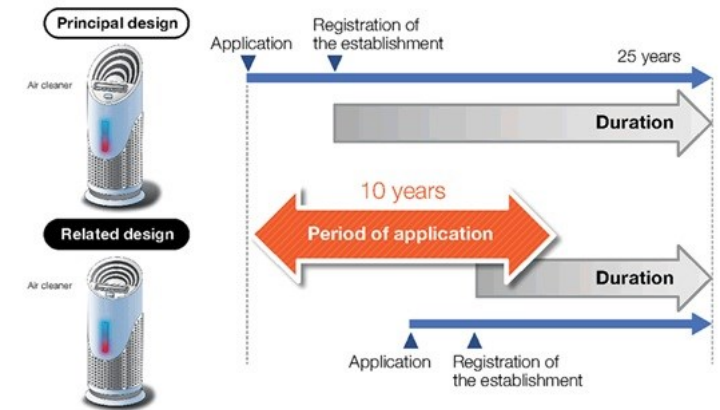 Principal design
Air cleaner
Application
Registration of
the establishment
25 years
Duration
10 years
Period of application
Related design
Air cleaner
Duration
Application
Registration of
the establishment